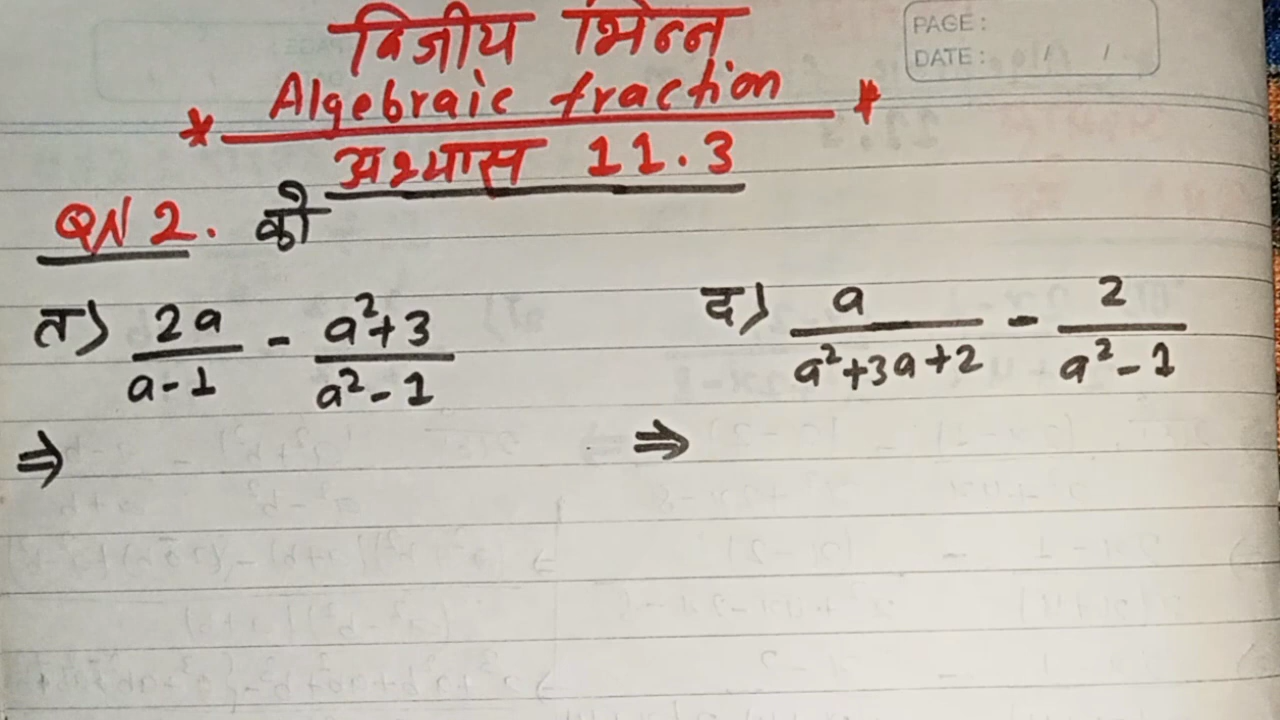 विजीय भिन्न
PAGE :
DATE : / /
* Algebraic fraction *
अभ्यास 11.3
QN 2. को
त) 2a/a-1 - a²+3/a²-1
द) a/a²+3a+2 - 2/a²-1
⇒ ⇒